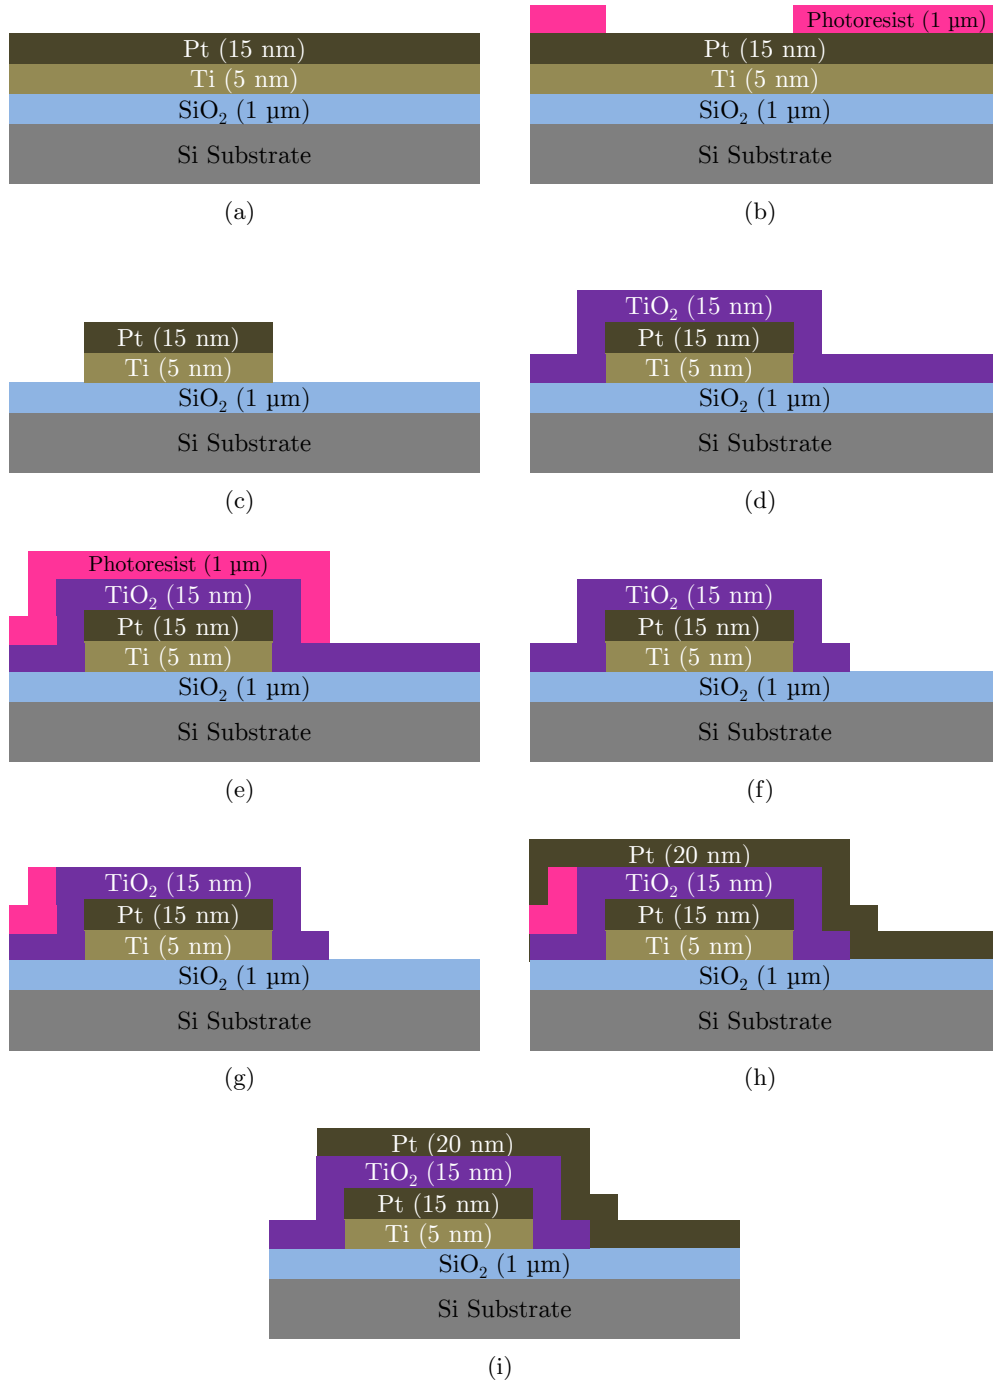 Pt (15 nm)
Ti (5 nm)
SiO₂ (1 µm)
Si Substrate
(a)
Photoresist (1 µm)
Pt (15 nm)
Ti (5 nm)
SiO₂ (1 µm)
Si Substrate
(b)
Pt (15 nm)
Ti (5 nm)
SiO₂ (1 µm)
Si Substrate
(c)
TiO₂ (15 nm)
Pt (15 nm)
Ti (5 nm)
SiO₂ (1 µm)
Si Substrate
(d)
Photoresist (1 µm)
TiO₂ (15 nm)
Pt (15 nm)
Ti (5 nm)
SiO₂ (1 µm)
Si Substrate
(e)
TiO₂ (15 nm)
Pt (15 nm)
Ti (5 nm)
SiO₂ (1 µm)
Si Substrate
(f)
TiO₂ (15 nm)
Pt (15 nm)
Ti (5 nm)
SiO₂ (1 µm)
Si Substrate
(g)
Pt (20 nm)
TiO₂ (15 nm)
Pt (15 nm)
Ti (5 nm)
SiO₂ (1 µm)
Si Substrate
(h)
Pt (20 nm)
TiO₂ (15 nm)
Pt (15 nm)
Ti (5 nm)
SiO₂ (1 µm)
Si Substrate
(i)